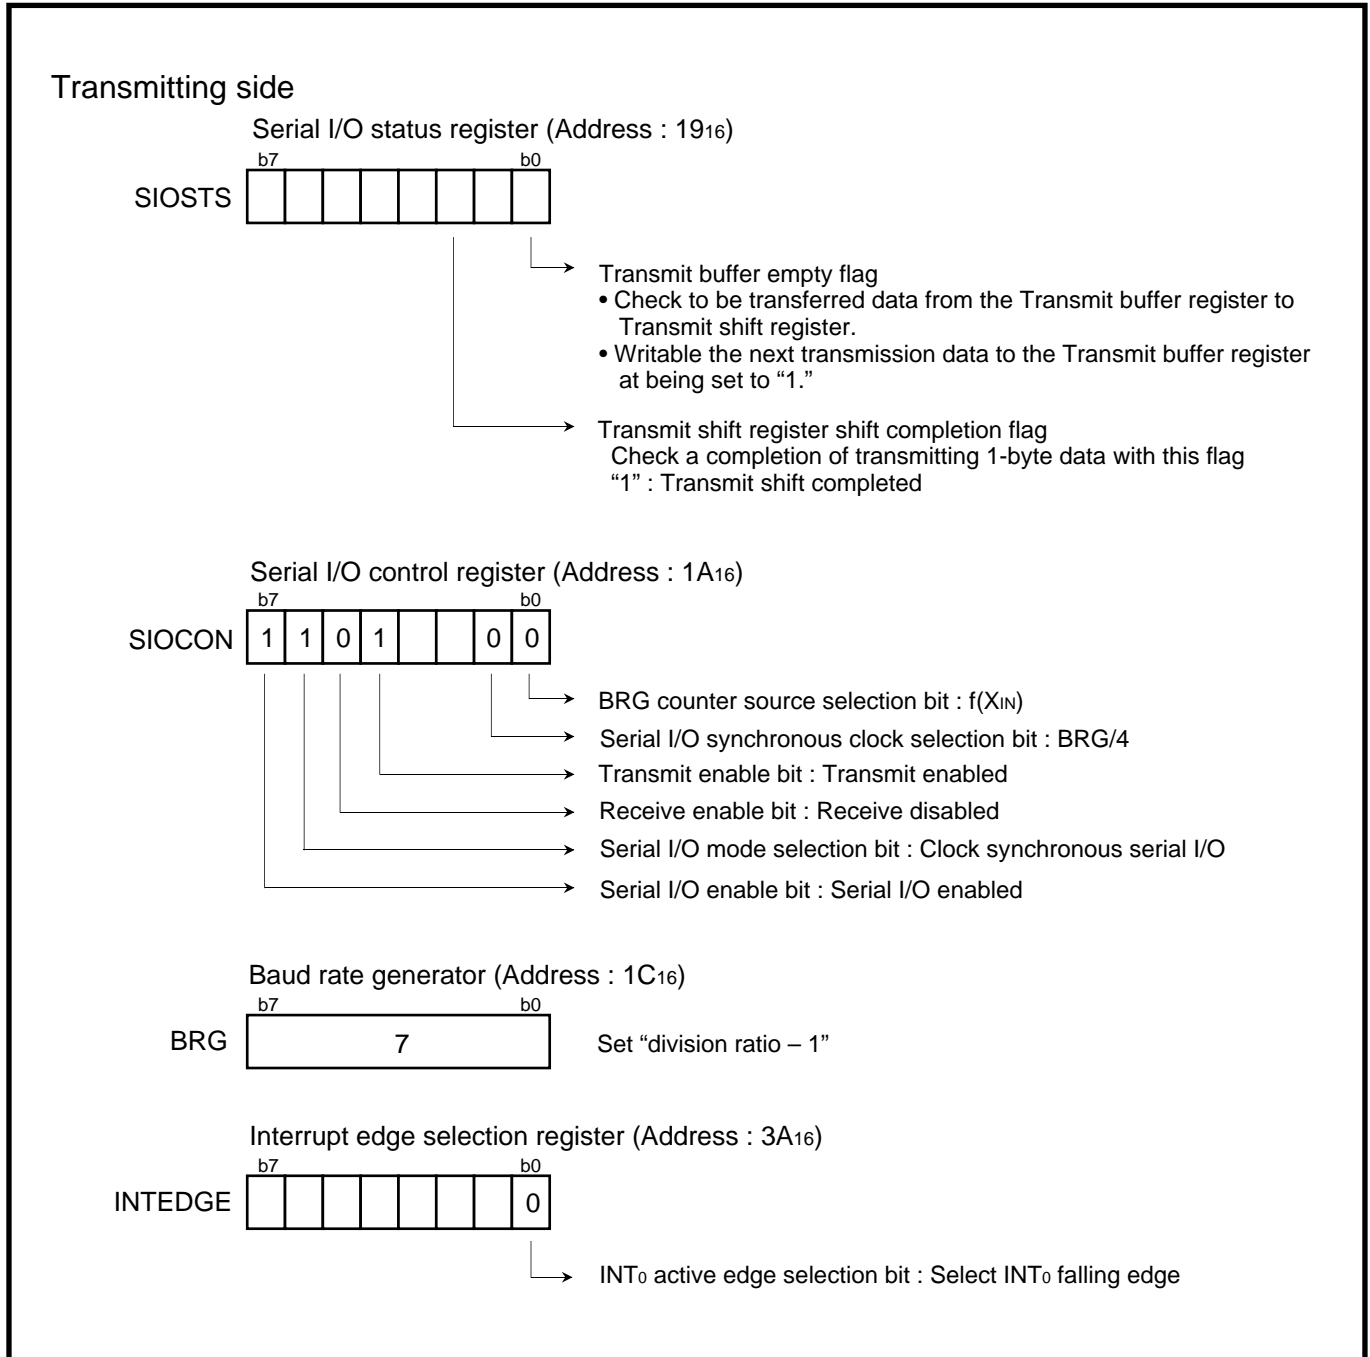 Transmitting side
Serial I/O status register (Address : 1916)
b7 b0
SIOSTS
Transmit buffer empty flag
• Check to be transferred data from the Transmit buffer register to
Transmit shift register.
• Writable the next transmission data to the Transmit buffer register
at being set to “1.”
Transmit shift register shift completion flag
Check a completion of transmitting 1-byte data with this flag
“1” : Transmit shift completed
Serial I/O control register (Address : 1A16)
b7 b0
SIOCON 1 1 0 1 0 0
BRG counter source selection bit : f(XIN)
Serial I/O synchronous clock selection bit : BRG/4
Transmit enable bit : Transmit enabled
Receive enable bit : Receive disabled
Serial I/O mode selection bit : Clock synchronous serial I/O
Serial I/O enable bit : Serial I/O enabled
Baud rate generator (Address : 1C16)
b7 b0
BRG 7 Set “division ratio – 1”
Interrupt edge selection register (Address : 3A16)
b7 b0
INTEDGE 0
INT0 active edge selection bit : Select INT0 falling edge